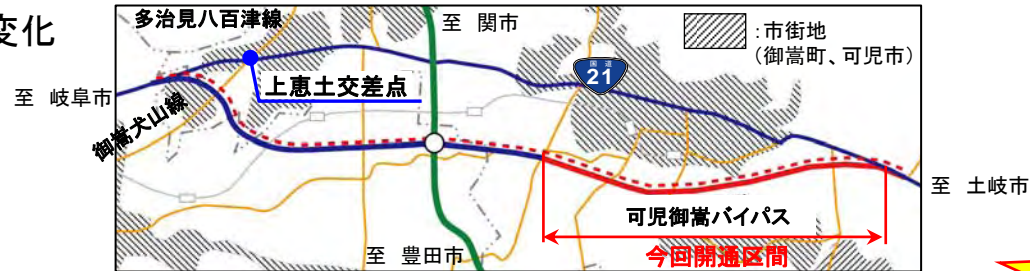 変化
多治見八百津線
至 関市
:市街地
(御嵩町、可児市)
国道
21
上恵土交差点
至 岐阜市
御嵩犬山線
至 土岐市
可児御嵩バイパス
至 豊田市
今回開通区間